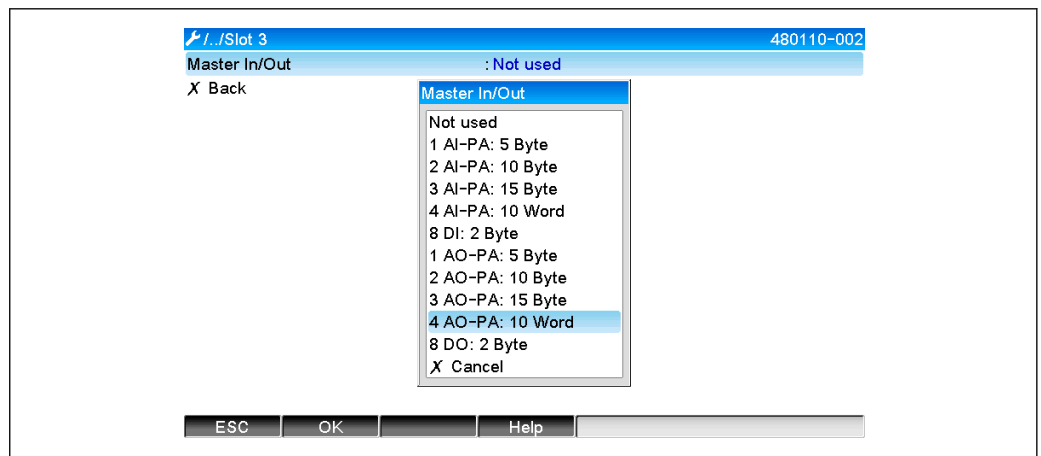 /../Slot 3 480110-002
Master In/Out : Not used
X Back
Master In/Out
Not used
1 AI-PA: 5 Byte
2 AI-PA: 10 Byte
3 AI-PA: 15 Byte
4 AI-PA: 10 Word
8 DI: 2 Byte
1 AO-PA: 5 Byte
2 AO-PA: 10 Byte
3 AO-PA: 15 Byte
4 AO-PA: 10 Word
8 DO: 2 Byte
X Cancel
ESC OK Help